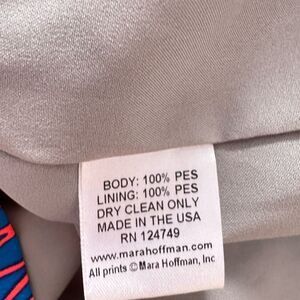 BODY: 100% PES
LINING: 100% PES
DRY CLEAN ONLY
MADE IN THE USA
RN 124749
www.marahoffman.com
All prints © Mara Hoffman, Inc